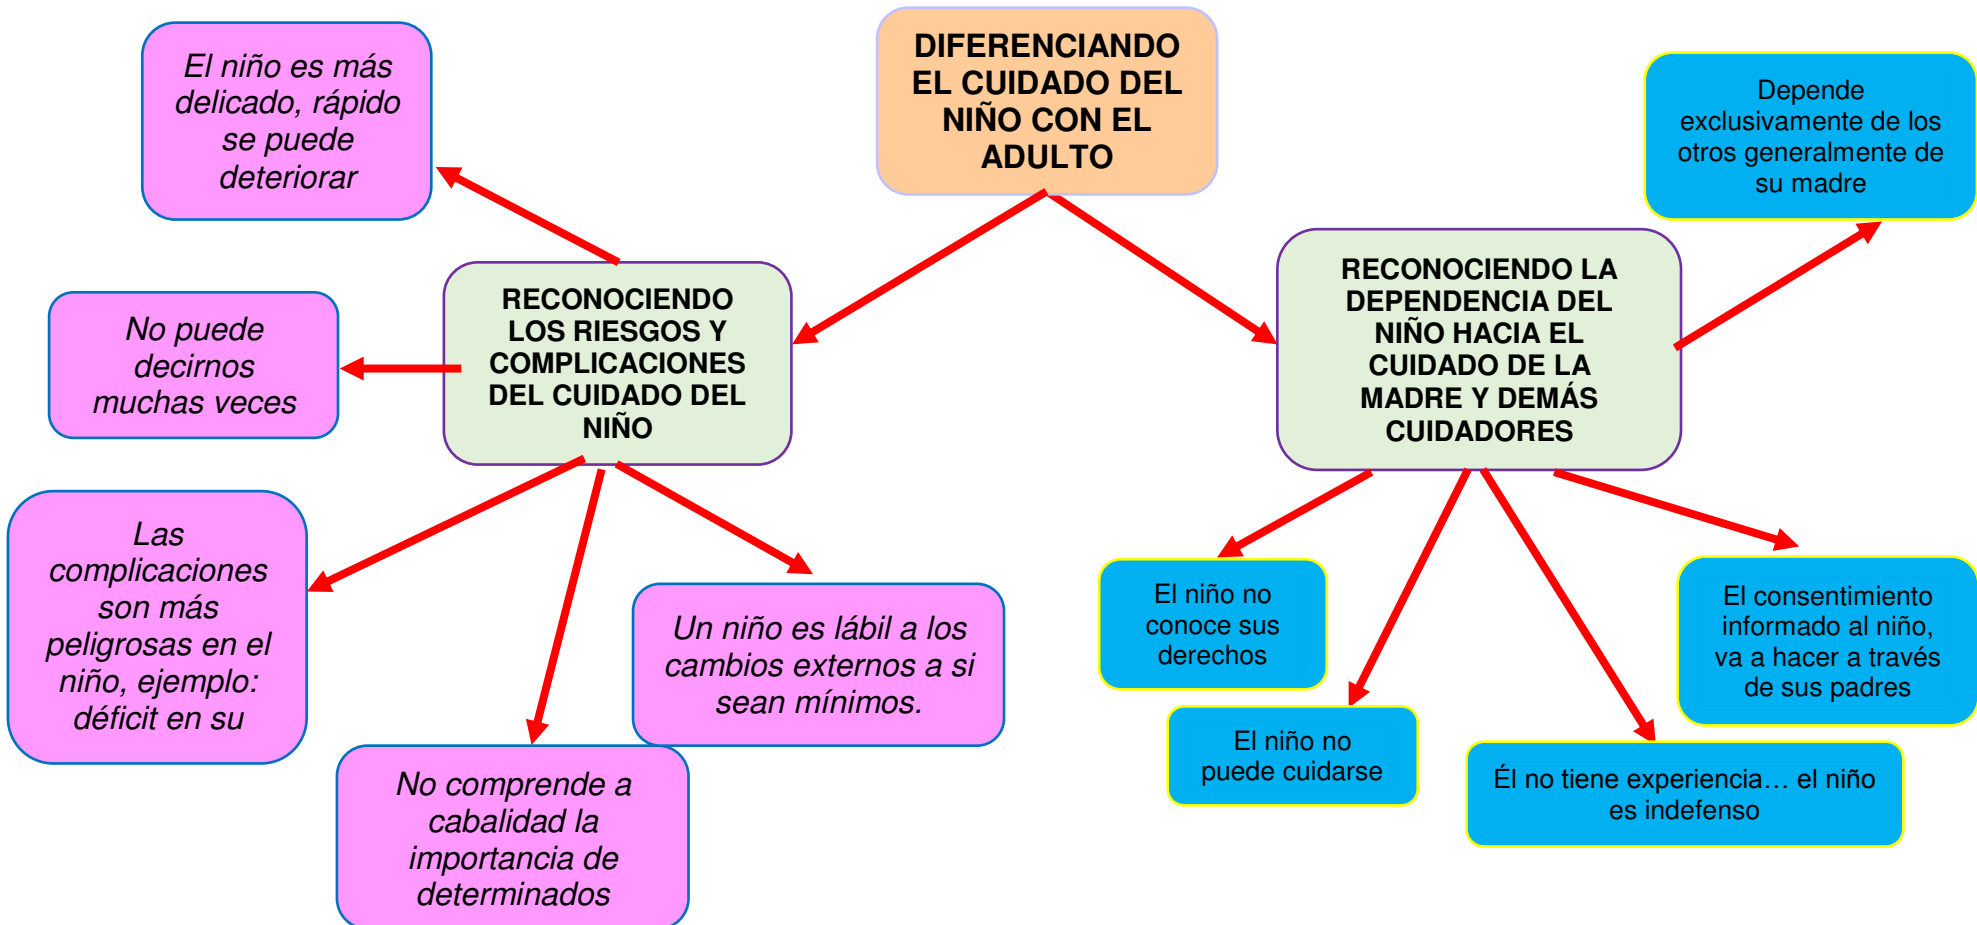 DIFERENCIANDO
EL CUIDADO DEL
NIÑO CON EL
ADULTO
El niño es más
delicado, rápido
se puede
deteriorar
Depende
exclusivamente de los
otros generalmente de
su madre
RECONOCIENDO
LOS RIESGOS Y
COMPLICACIONES
DEL CUIDADO DEL
NIÑO
RECONOCIENDO LA
DEPENDENCIA DEL
NIÑO HACIA EL
CUIDADO DE LA
MADRE Y DEMÁS
CUIDADORES
No puede
decirnos
muchas veces
Las
complicaciones
son más
peligrosas en el
niño, ejemplo:
déficit en su
No comprende a
cabalidad la
importancia de
determinados
Un niño es lábil a los
cambios externos a si
sean mínimos.
El niño no
conoce sus
derechos
El niño no
puede cuidarse
Él no tiene experiencia… el niño
es indefenso
El consentimiento
informado al niño,
va a hacer a través
de sus padres